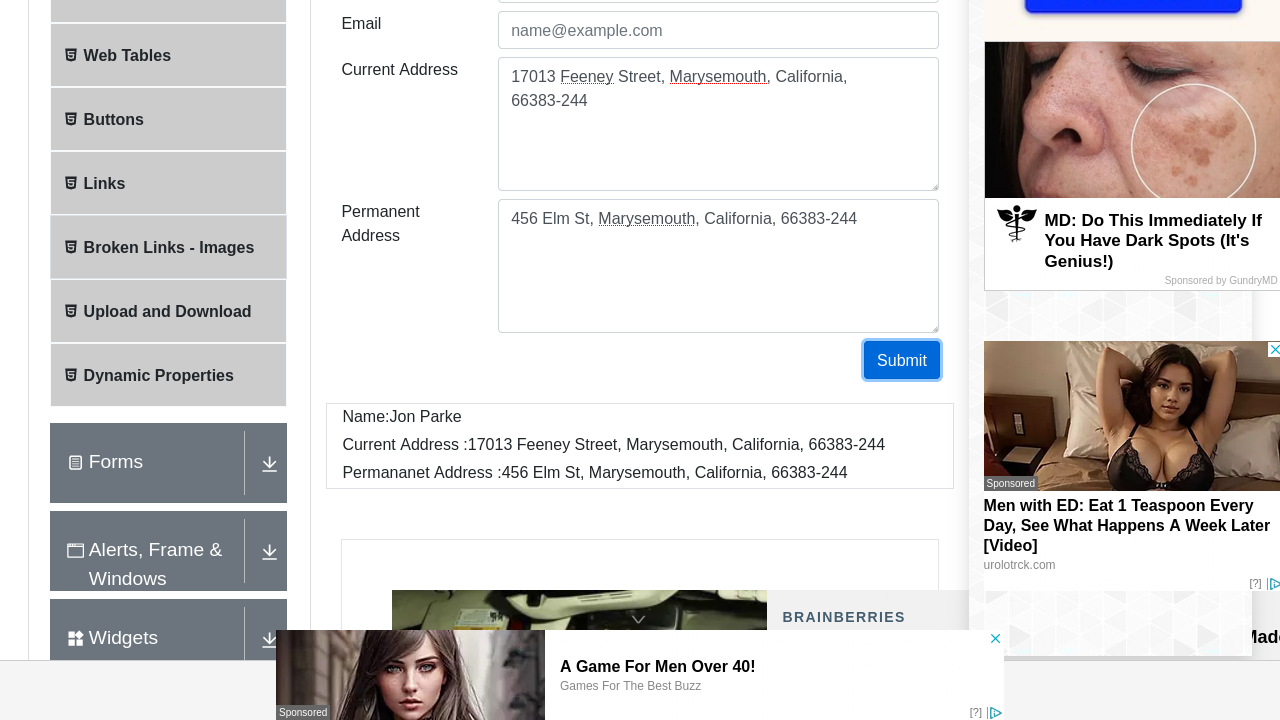 Email
name@example.com
Web Tables
Current Address
17013 Feeney Street, Marysemouth, California,
66383-244
Buttons
Links
Permanent
Address
456 Elm St, Marysemouth, California, 66383-244
Broken Links - Images
Upload and Download
Dynamic Properties
Submit
Name:Jon Parke
Current Address :17013 Feeney Street, Marysemouth, California, 66383-244
Permananet Address :456 Elm St, Marysemouth, California, 66383-244
Forms
Alerts, Frame &
Windows
Widgets
BRAINBERRIES
MD: Do This Immediately If
You Have Dark Spots (It's
Genius!)
Sponsored by GundryMD
Sponsored
Men with ED: Eat 1 Teaspoon Every
Day, See What Happens A Week Later
[Video]
urolotrck.com
[?]
A Game For Men Over 40!
Games For The Best Buzz
Sponsored
[?]